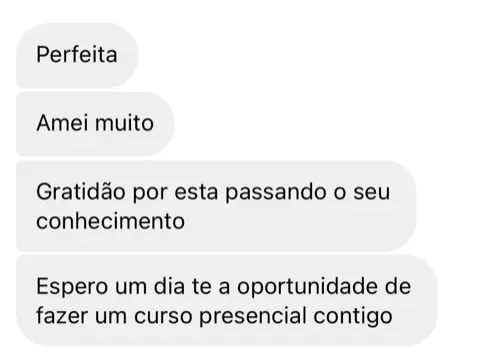 Perfeita
Amei muito
Gratidão por esta passando o seu
conhecimento
Espero um dia te a oportunidade de
fazer um curso presencial contigo